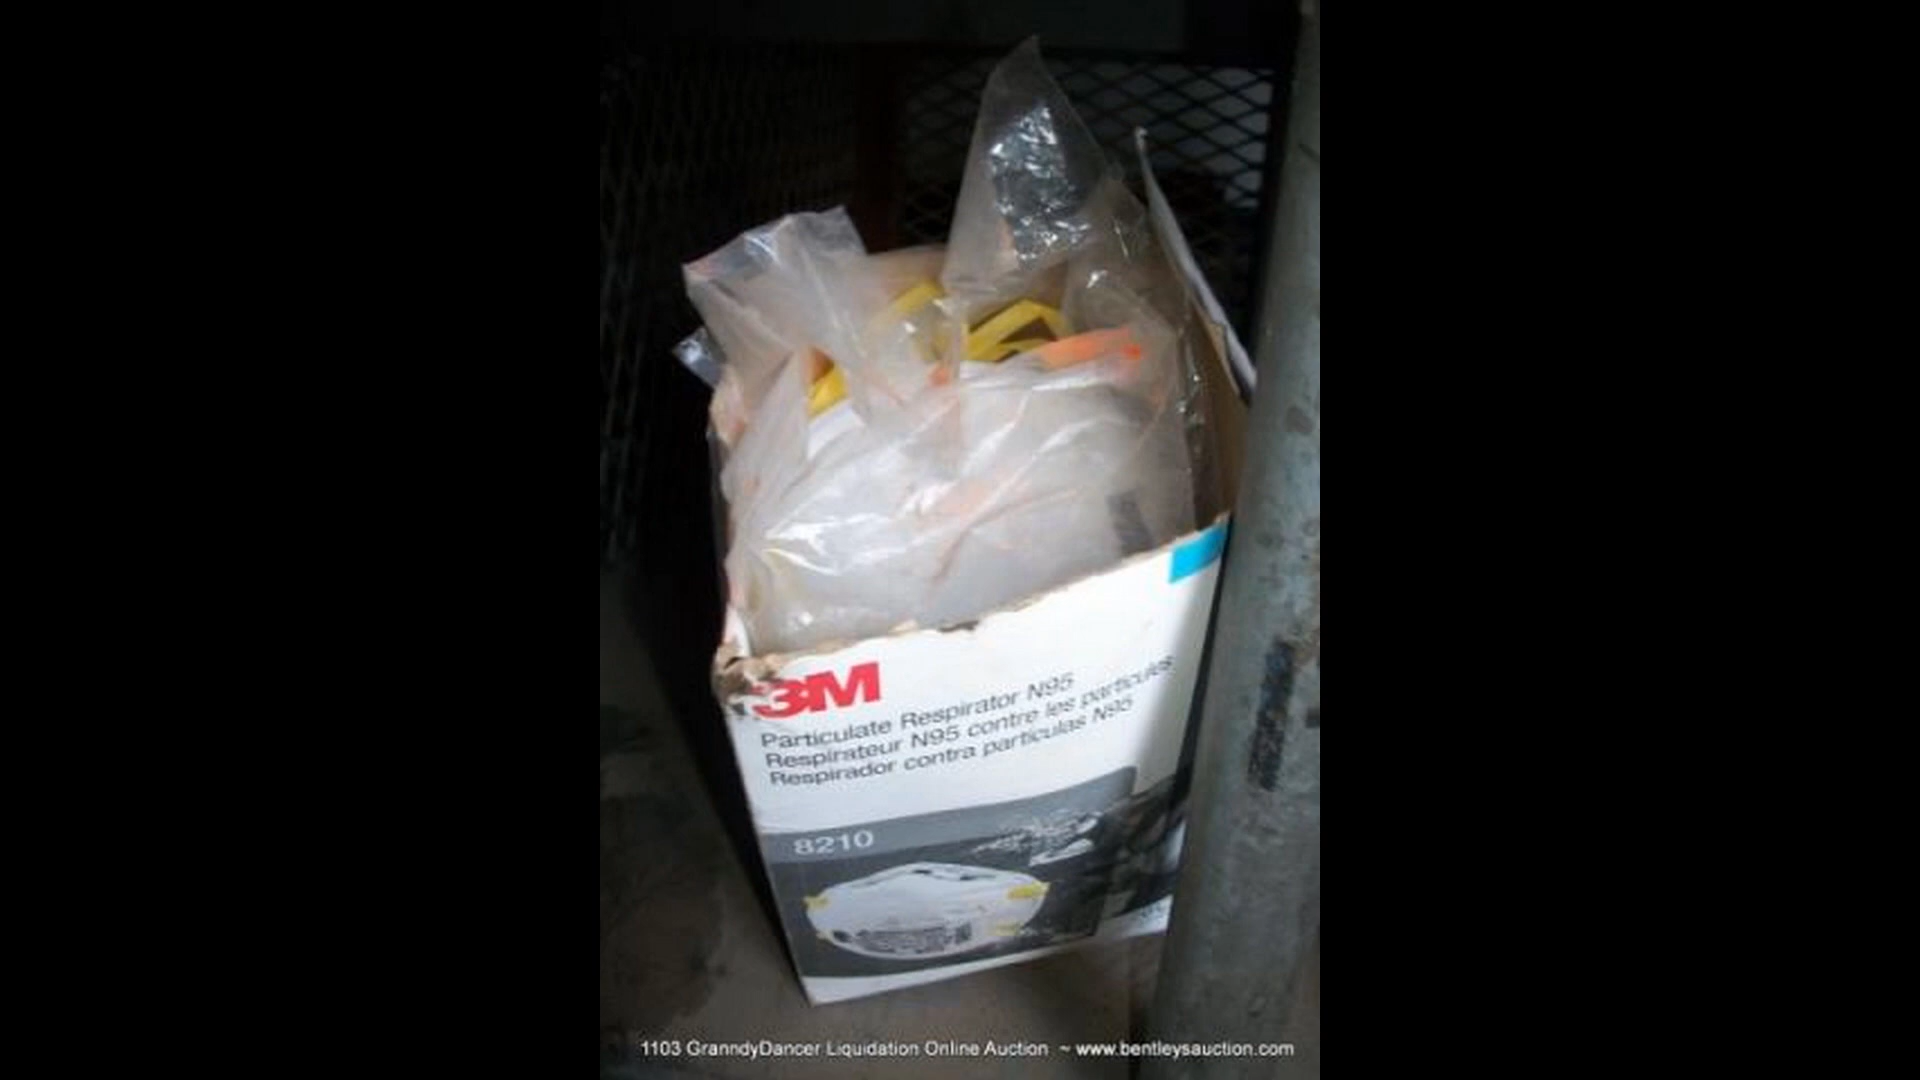 3M
Particulate Respirator N95
Respirateur N95 contre les particules
Respirador contra partículas N95
8210
1103 GranndyDancer Liquidation Online Auction ~ www.bentleysauction.com